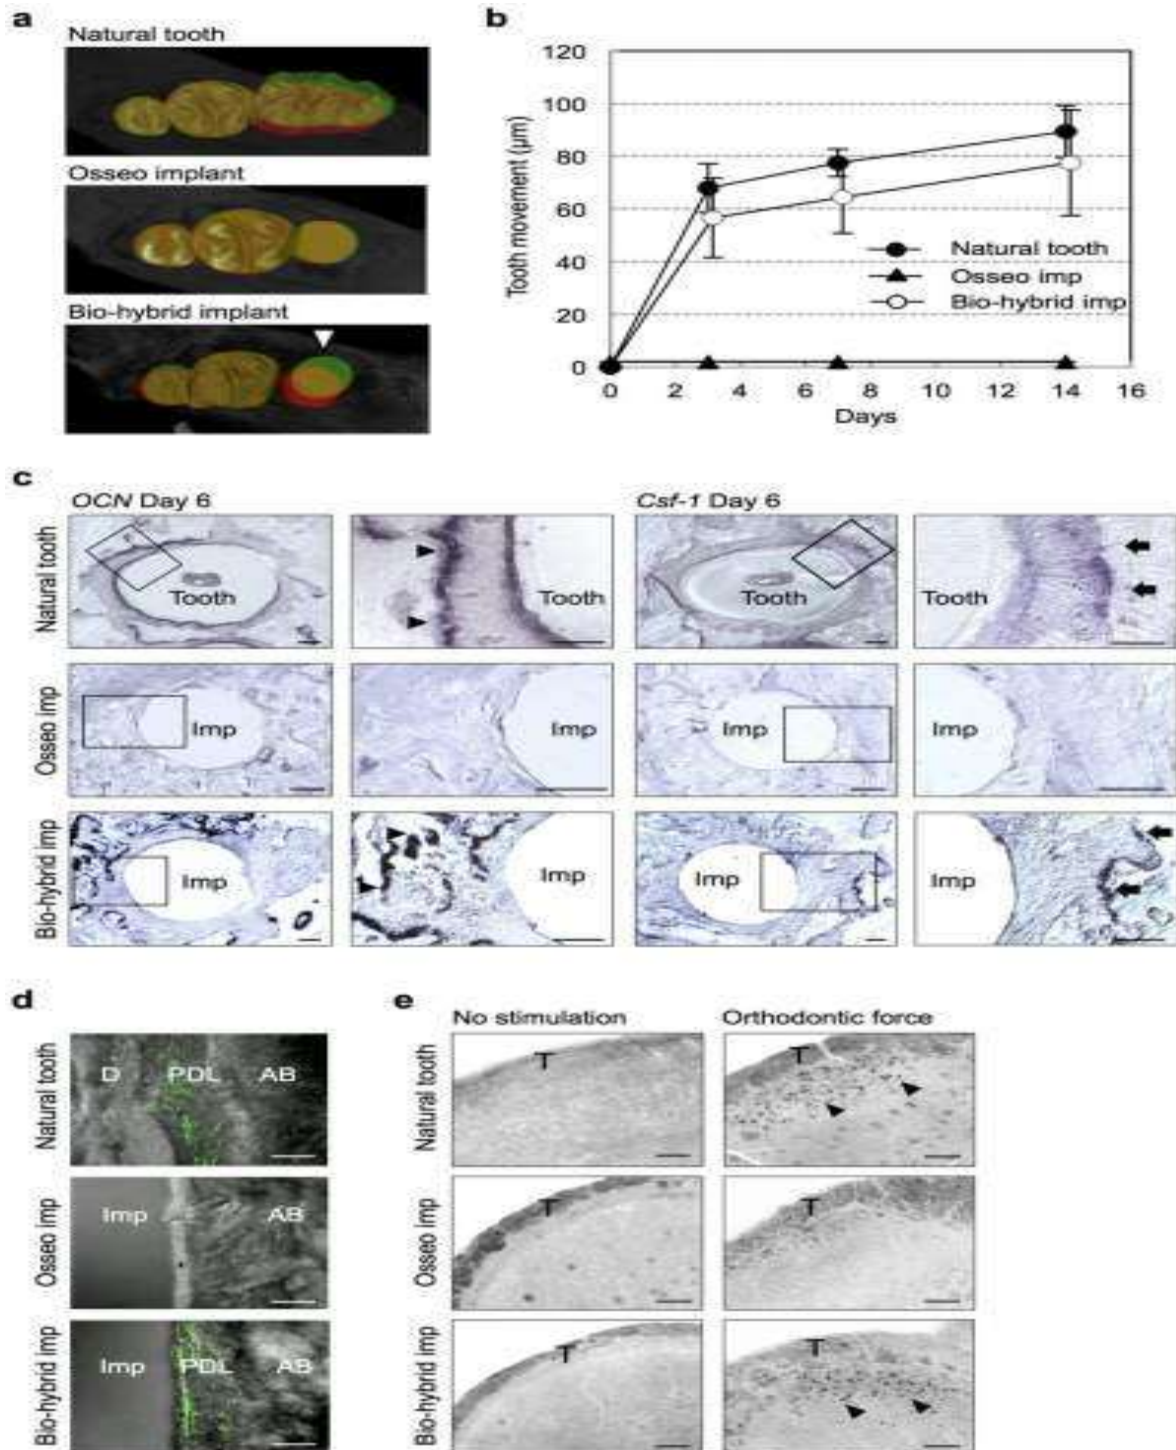 a
Natural tooth
Osseo implant
Bio-hybrid implant
b
120
100
80
60
40
20
0
Tooth movement (μm)
0 2 4 6 8 10 12 14 16
Days
Natural tooth
Osseo imp
Bio-hybrid imp
c
OCN Day 6
Csf-1 Day 6
Natural tooth
Tooth
Tooth
Tooth
Tooth
Osseo imp
Imp
Imp
Imp
Imp
Bio-hybrid imp
Imp
Imp
Imp
Imp
d
Natural tooth
D PDL AB
Osseo imp
Imp AB
Bio-hybrid imp
Imp PDL AB
e
No stimulation
Orthodontic force
Natural tooth
T
T
Osseo imp
T
T
Bio-hybrid imp
T
T